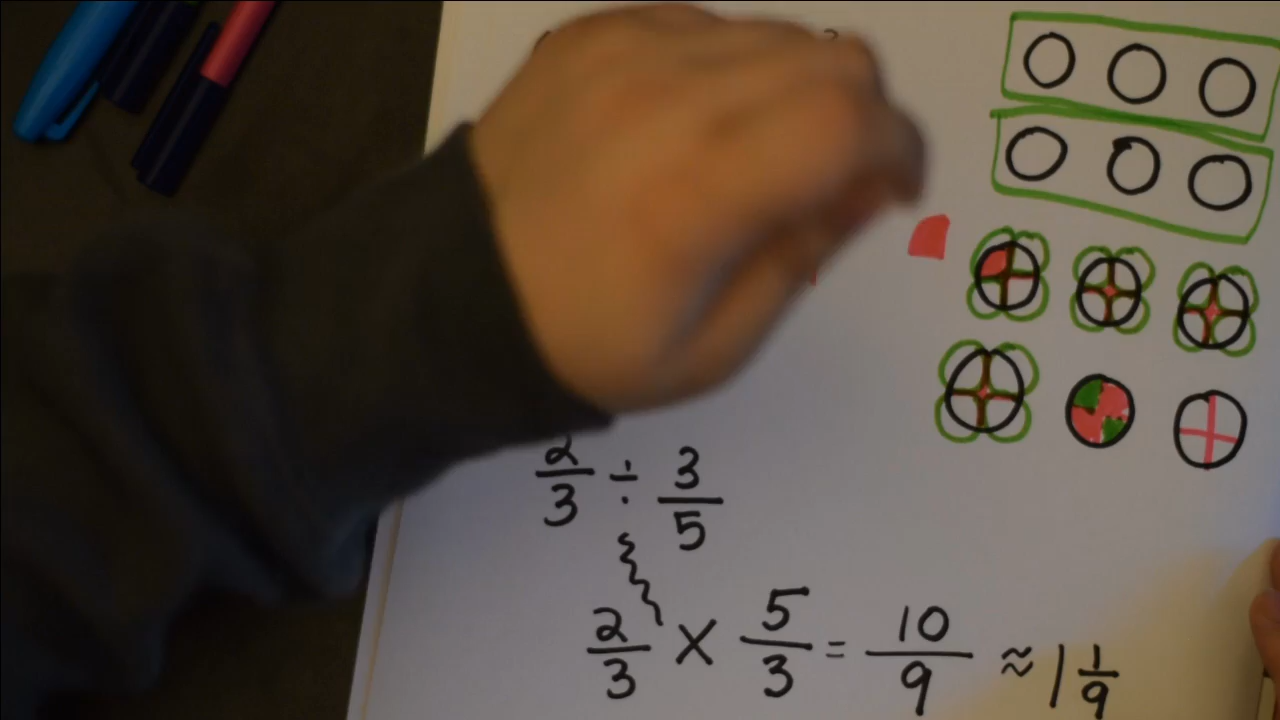 2/3 ÷ 3/5
2/3 × 5/3 = 10/9 ≈ 1 1/9